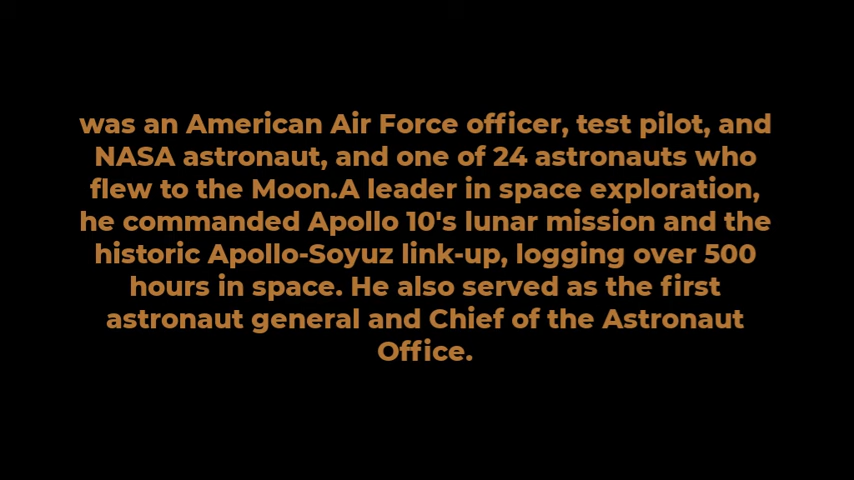 was an American Air Force officer, test pilot, and
NASA astronaut, and one of 24 astronauts who
flew to the Moon.A leader in space exploration,
he commanded Apollo 10's lunar mission and the
historic Apollo-Soyuz link-up, logging over 500
hours in space. He also served as the first
astronaut general and Chief of the Astronaut
Office.